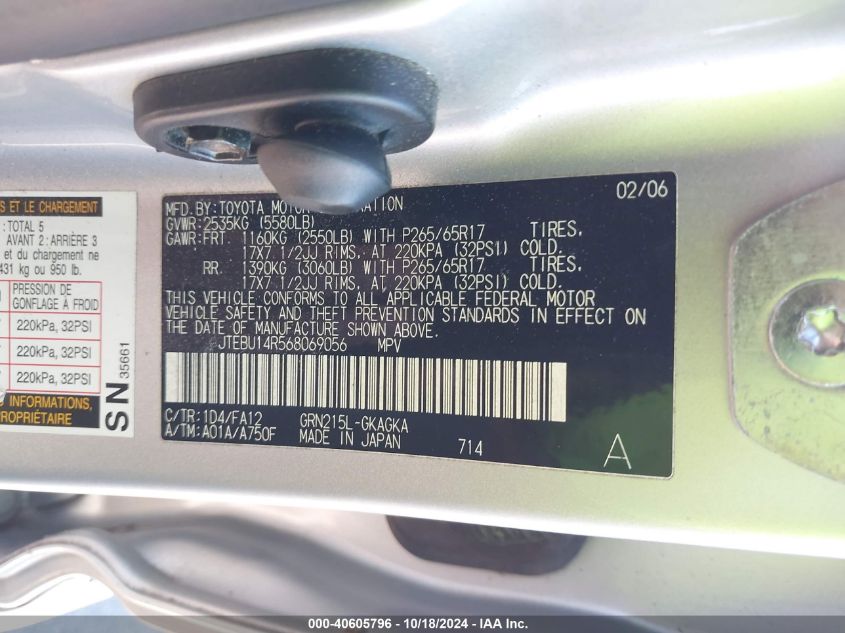 S ET LE CHARGEMENT
: TOTAL 5
AVANT 2 : ARRIÈRE 3
et du chargement ne
431 kg ou 950 lb.
PRESSION DE
GONFLAGE À FROID
220kPa, 32PSI
220kPa, 32PSI
220kPa, 32PSI
INFORMATIONS,
PROPRIÉTAIRE
SN 35661
02/06
MFD.BY:TOYOTA MOTOR
GVWR:2535KG (5580LB)
GAWR:FRT 1160KG (2550LB) WITH P265/65R17 TIRES,
17X7 1/2JJ RIMS, AT 220KPA (32PSI) COLD.
RR 1390KG (3060LB) WITH P265/65R17 TIRES,
17X7 1/2JJ RIMS, AT 220KPA (32PSI) COLD.
THIS VEHICLE CONFORMS TO ALL APPLICABLE FEDERAL MOTOR
VEHICLE SAFETY AND THEFT PREVENTION STANDARDS IN EFFECT ON
THE DATE OF MANUFACTURE SHOWN ABOVE.
JTEBU14R568069056 MPV
C/TR:1D4/FA12 GRN215L-GKAGKA
A/TM:A01A/A750F MADE IN JAPAN 714
A
000-40605796 - 10/18/2024 - IAA Inc.